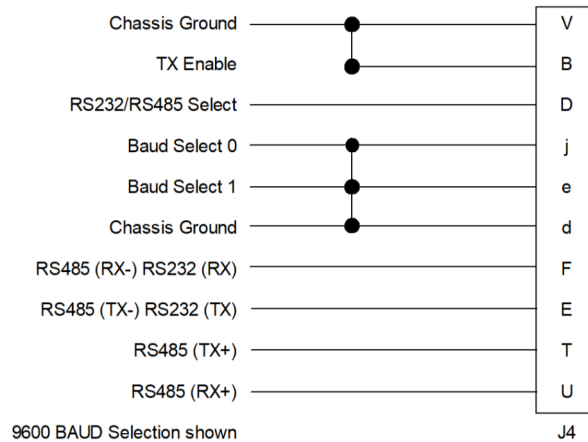 Chassis Ground V
TX Enable B
RS232/RS485 Select D
Baud Select 0 j
Baud Select 1 e
Chassis Ground d
RS485 (RX-) RS232 (RX) F
RS485 (TX-) RS232 (TX) E
RS485 (TX+) T
RS485 (RX+) U
9600 BAUD Selection shown J4